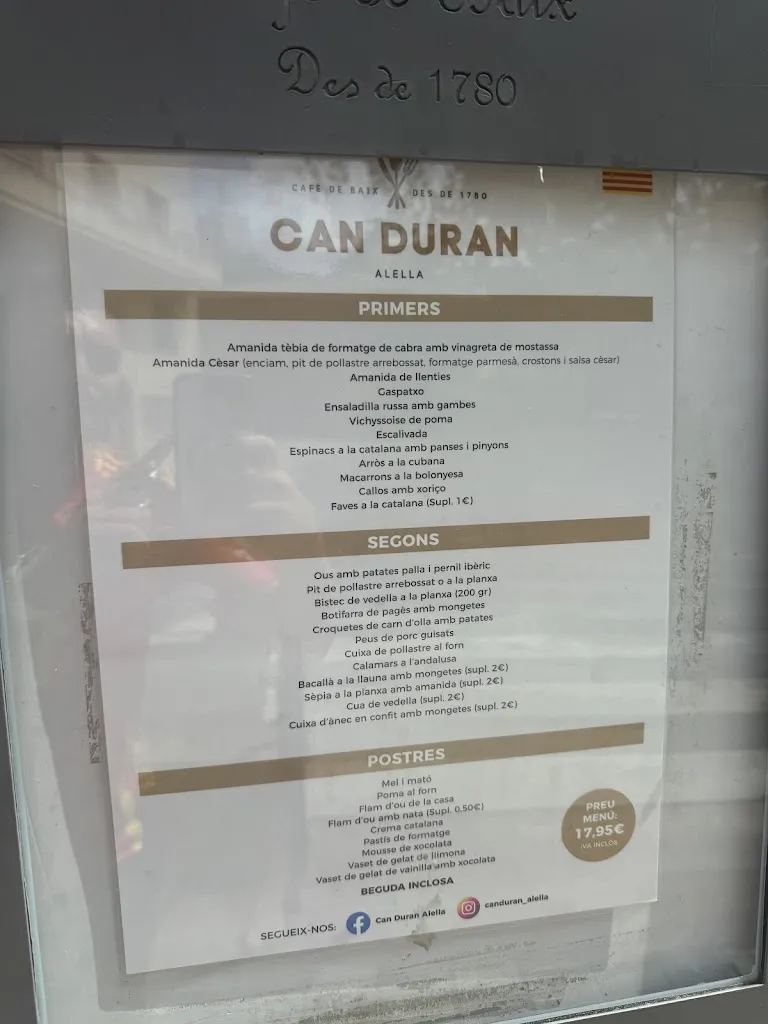 Des de 1780
CAFÈ DE BAIX DES DE 1780
CAN DURAN
ALELLA
PRIMERS
Amanida tèbia de formatge de cabra amb vinagreta de mostassa
Amanida Cèsar (enciam, pit de pollastre arrebossat, formatge parmesà, crostons i salsa cèsar)
Amanida de llenties
Gaspatxo
Ensaladilla russa amb gambes
Vichyssoise de poma
Escalivada
Espinacs a la catalana amb panses i pinyons
Arròs a la cubana
Macarrons a la bolonyesa
Callos amb xoriço
Faves a la catalana (Supl. 1€)
SEGONS
Ous amb patates palla i pernil ibèric
Pit de pollastre arrebossat o a la planxa
Bistec de vedella a la planxa (200 gr)
Botifarra de pagès amb mongetes
Croquetes de carn d'olla amb patates
Peus de porc guisats
Cuixa de pollastre al forn
Calamars a l'andalusa
Bacallà a la llauna amb mongetes (supl. 2€)
Sèpia a la planxa amb amanida (supl. 2€)
Cua de vedella (supl. 2€)
Cuixa d'ànec en confit amb mongetes (supl. 2€)
POSTRES
Mel i mató
Poma al forn
Flam d'ou de la casa
Flam d'ou amb nata (Supl. 0,50€)
Crema catalana
Pastís de formatge
Mousse de xocolata
Vaset de gelat de llimona
Vaset de gelat de vainilla amb xocolata
BEGUDA INCLOSA
PREU
MENÚ:
17,95€
IVA INCLÒS
SEGUEIX-NOS: Can Duran Alella canduran_alella